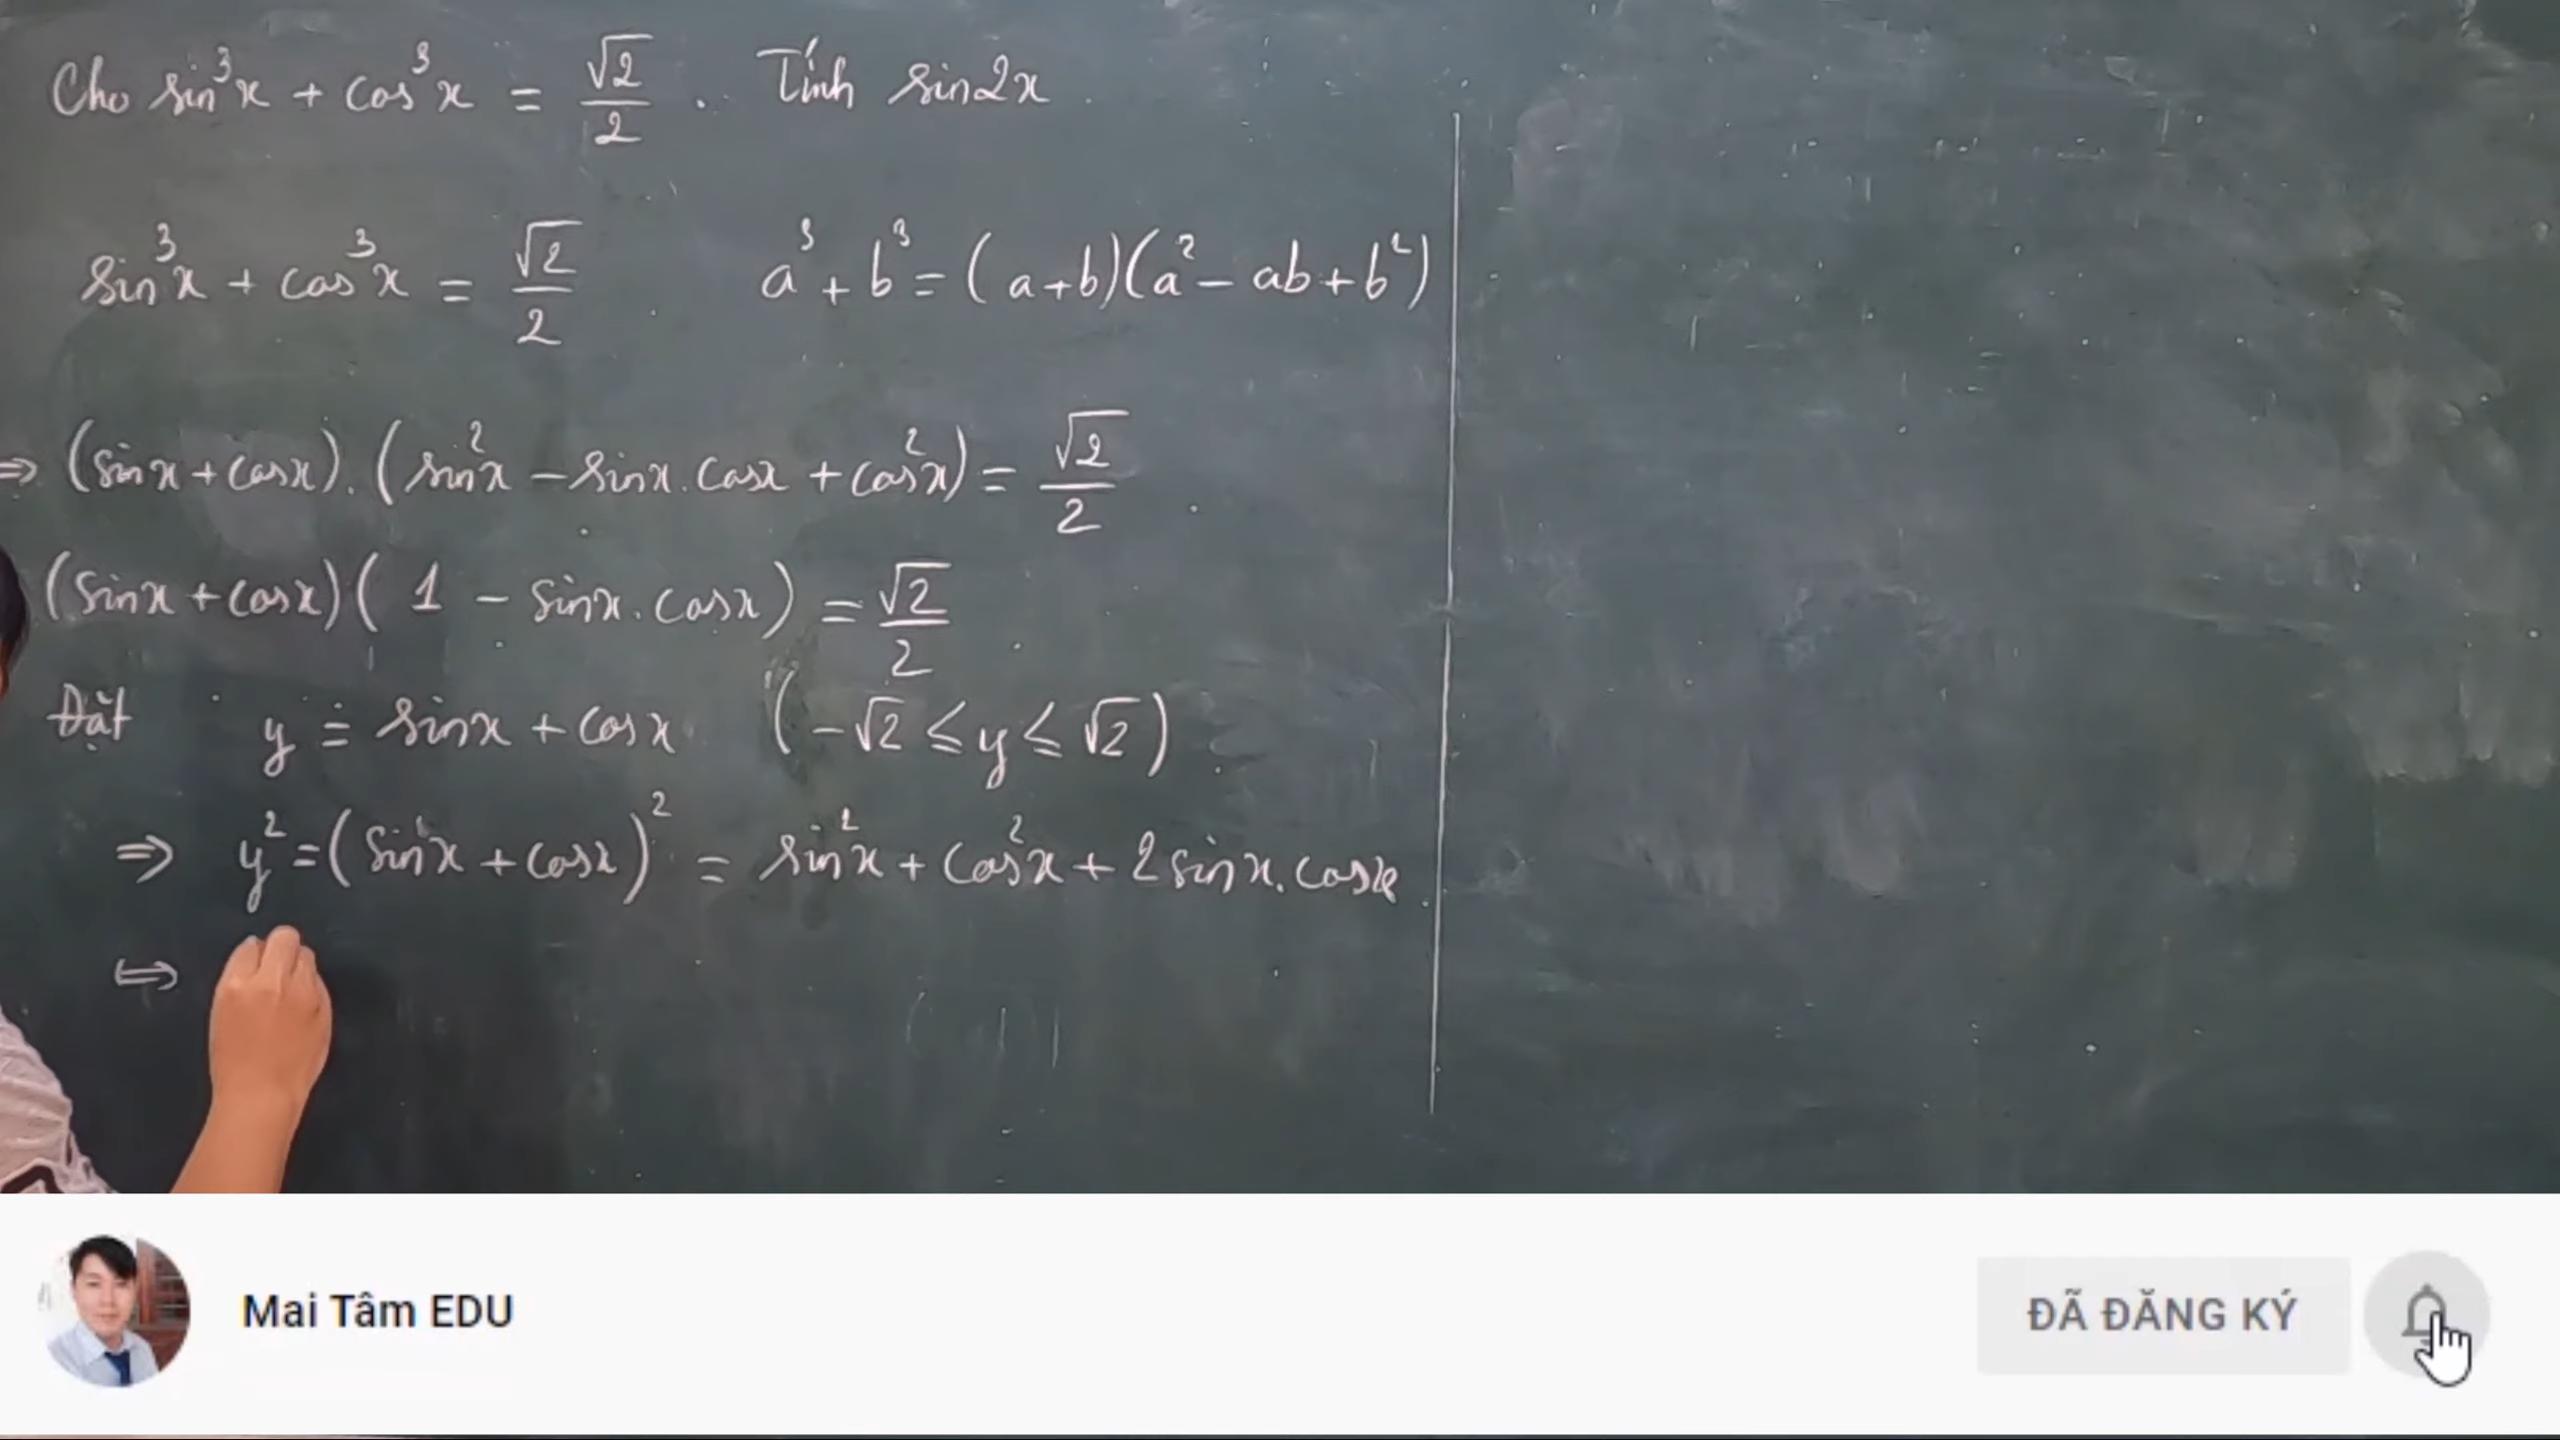 Cho sin³x + cos³x = √2/2 . Tính sin2x
sin³x + cos³x = √2/2 a³ + b³ = (a+b)(a² - ab + b²)
⇒ (sinx + cosx).(sin²x - sinx.cosx + cos²x) = √2/2
(sinx + cosx)(1 - sinx.cosx) = √2/2
Đặt y = sinx + cosx (-√2 ≤ y ≤ √2)
⇒ y² = (sinx + cosx)² = sin²x + cos²x + 2sinx.cosx
⇔
Mai Tâm EDU
ĐÃ ĐĂNG KÝ